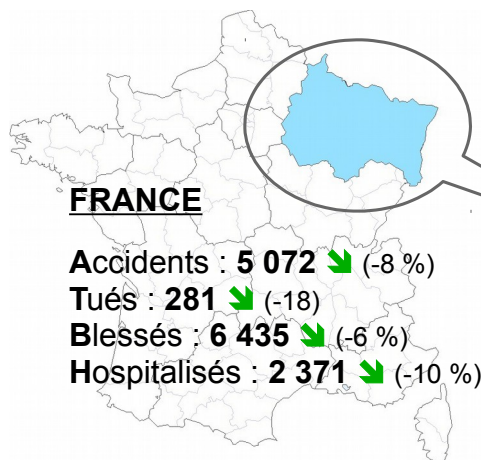 FRANCE
Accidents : 5 072 (-8 %)
Tués : 281 (-18)
Blessés : 6 435 (-6 %)
Hospitalisés : 2 371 (-10 %)